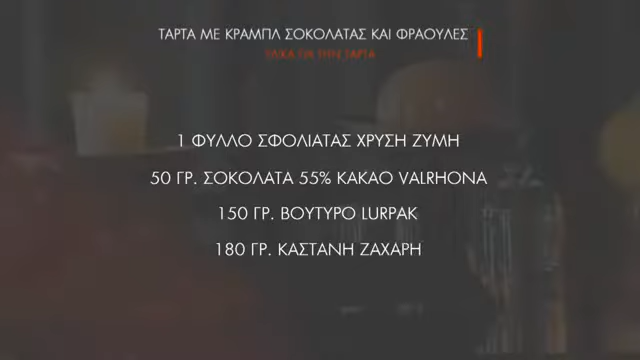 ΤΑΡΤΑ ΜΕ ΚΡΑΜΠΛ ΣΟΚΟΛΑΤΑΣ ΚΑΙ ΦΡΑΟΥΛΕΣ
ΥΛΙΚΑ ΓΙΑ ΤΗΝ ΤΑΡΤΑ
1 ΦΥΛΛΟ ΣΦΟΛΙΑΤΑΣ ΧΡΥΣΗ ΖΥΜΗ
50 ΓΡ. ΣΟΚΟΛΑΤΑ 55% ΚΑΚΑΟ VALRHONA
150 ΓΡ. ΒΟΥΤΥΡΟ LURPAK
180 ΓΡ. ΚΑΣΤΑΝΗ ΖΑΧΑΡΗ